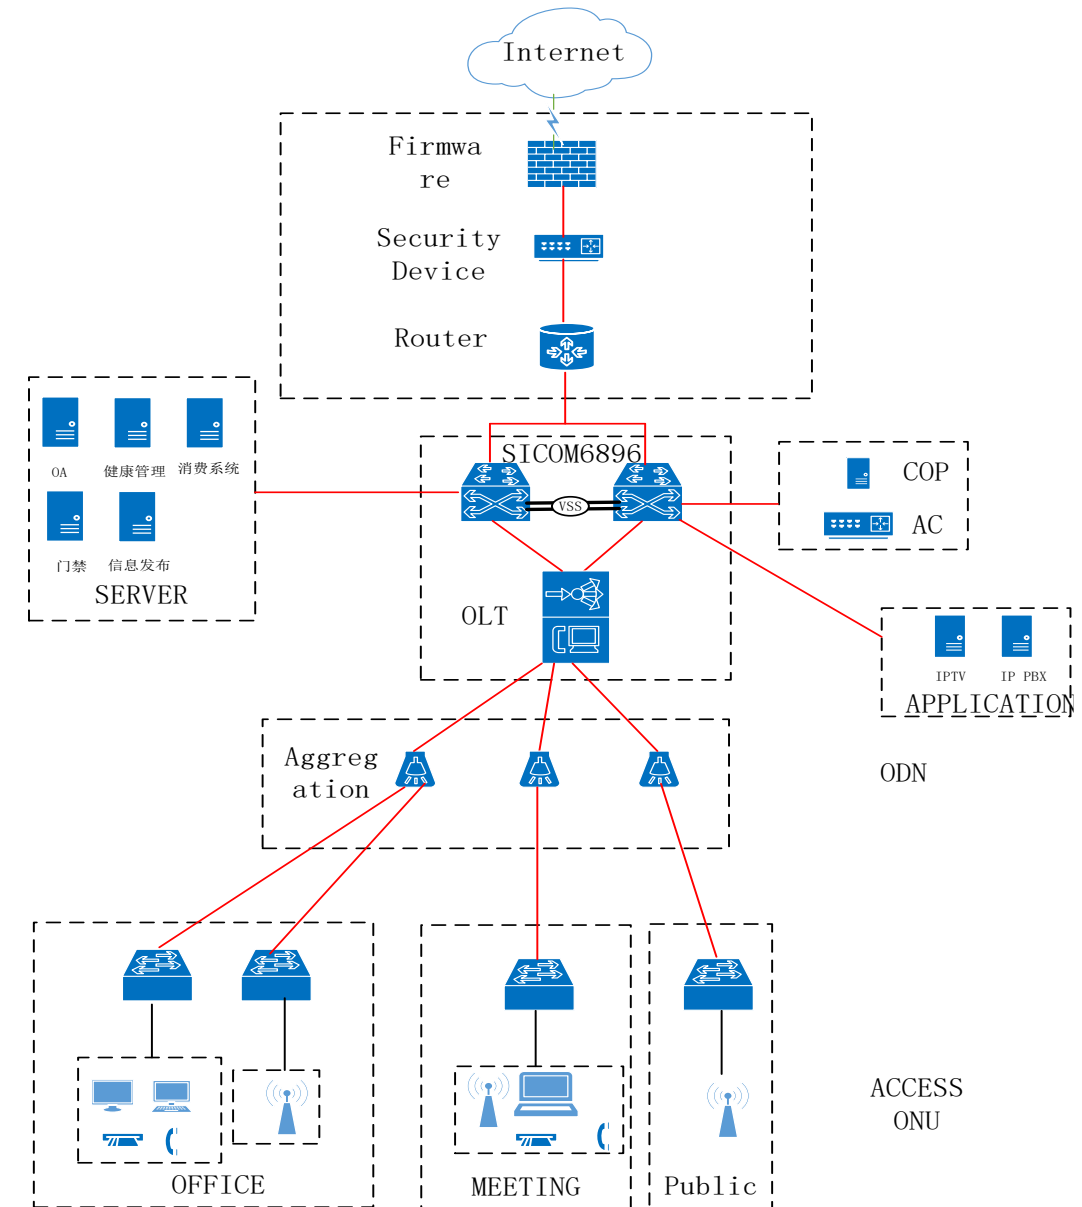 Internet
Firmwa
re
Security
Device
Router
SICOM6896
VSS
OA
健康管理
消费系统
门禁
信息发布
SERVER
COP
AC
OLT
IPTV
IP PBX
APPLICATION
Aggreg
ation
ODN
ACCESS
ONU
OFFICE
MEETING
Public